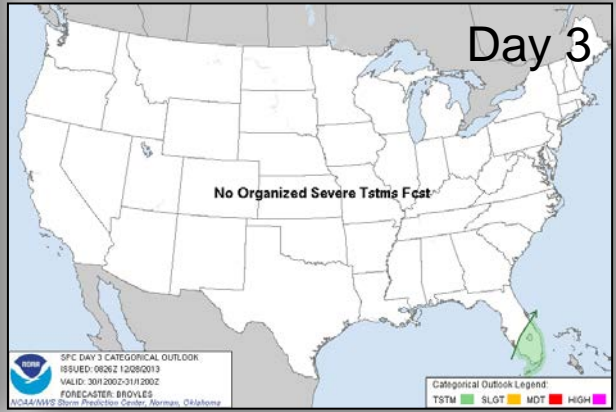 Day 3
No Organized Severe Tstms Fcst
NOAA
SPC DAY 3 CATEGORICAL OUTLOOK
ISSUED: 0826Z 12/28/2013
VALID: 30/1200Z-31/1200Z
FORECASTER: BROYLES
NOAA/NWS Storm Prediction Center, Norman, Oklahoma
Categorical Outlook Legend:
TSTM SLGT MDT HIGH